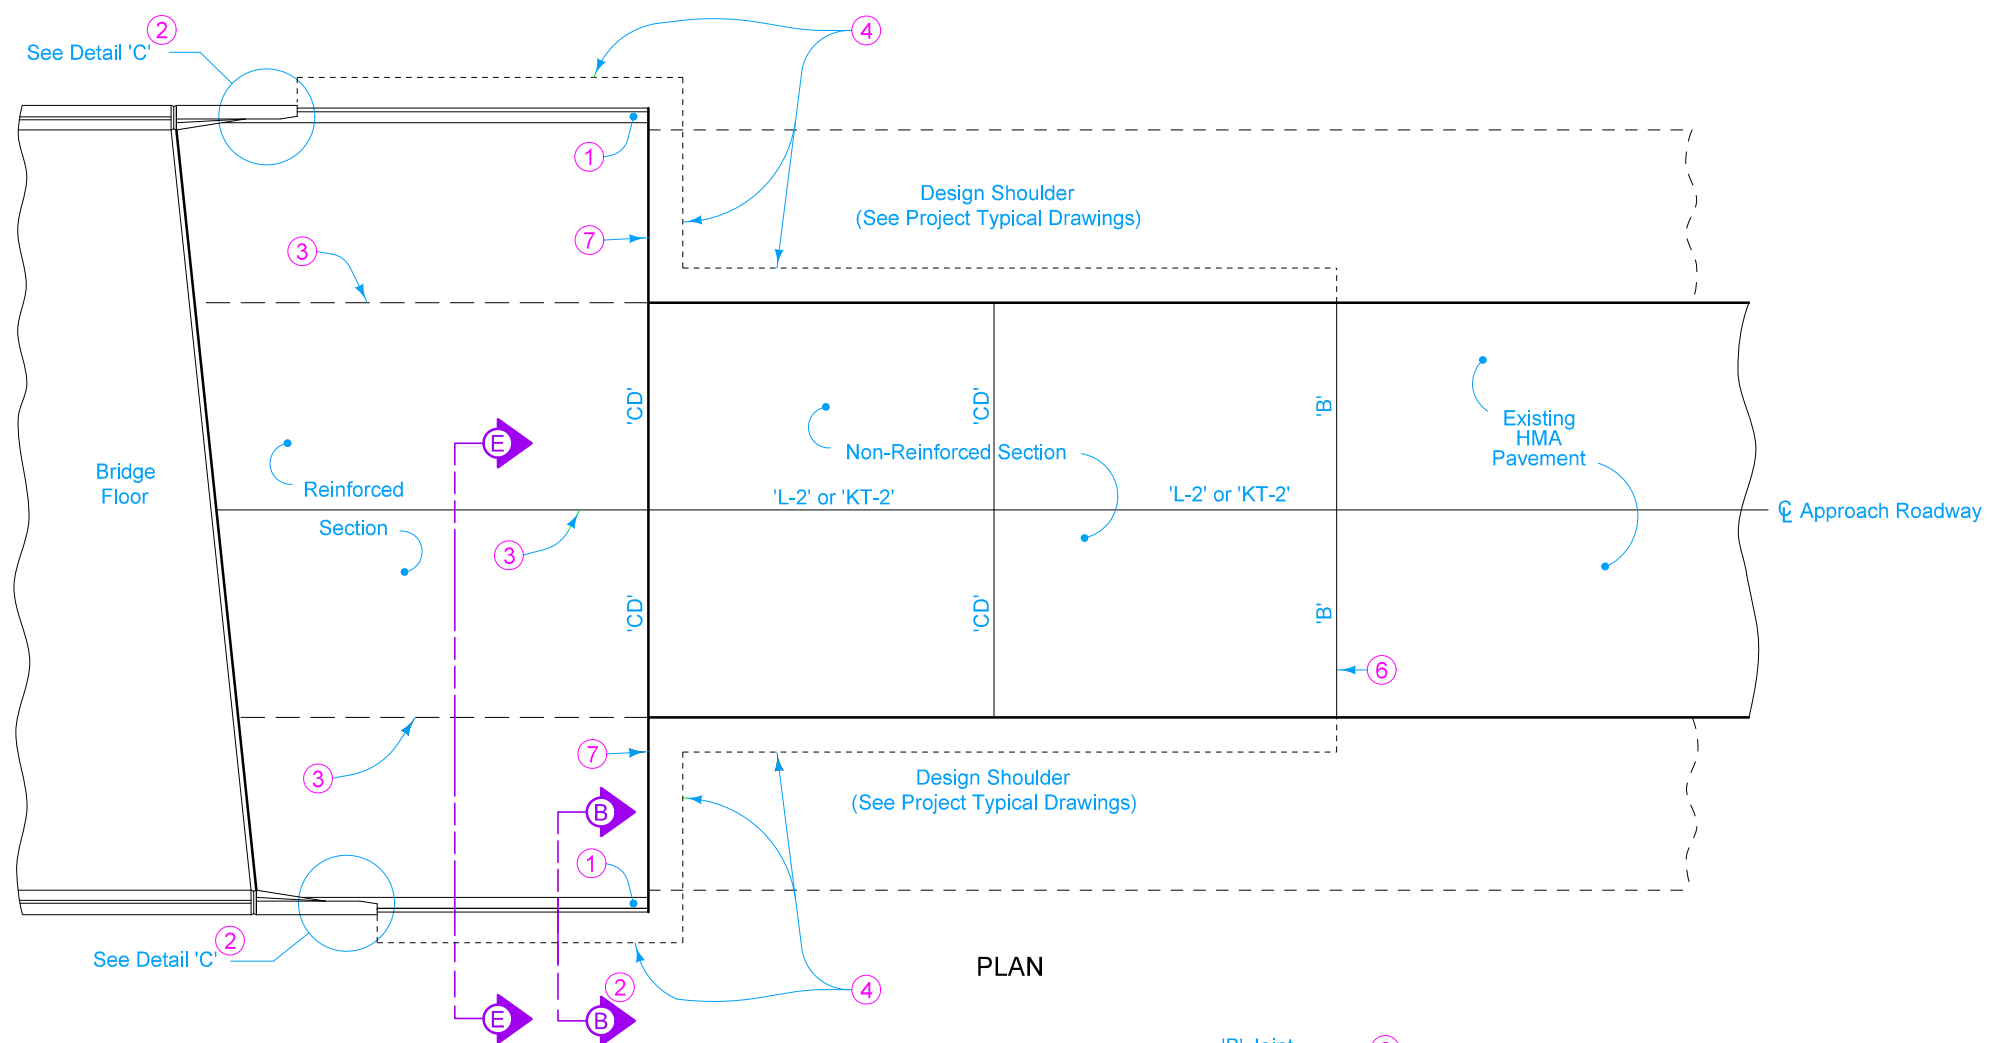 2
See Detail 'C'
4
1
Design Shoulder
(See Project Typical Drawings)
7
3
'CD'
'CD'
'B'
Existing
HMA
Pavement
E
Non-Reinforced Section
Bridge
Floor
Reinforced
Section
'L-2' or 'KT-2'
'L-2' or 'KT-2'
℄ Approach Roadway
3
'CD'
'CD'
'B'
6
7
3
Design Shoulder
(See Project Typical Drawings)
B
1
2
See Detail 'C'
PLAN
2
4
E
B